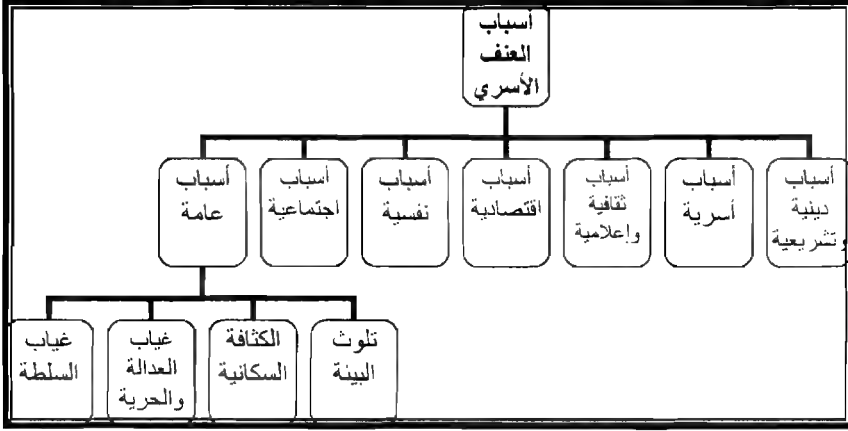 أسباب
العنف
الأسري
أسباب
دينية
وتشريعية
أسباب
أسرية
أسباب
ثقافية
وإعلامية
أسباب
اقتصادية
أسباب
نفسية
أسباب
اجتماعية
أسباب
عامة
تلوث
البيئة
الكثافة
السكانية
غياب
العدالة
والحرية
غياب
السلطة